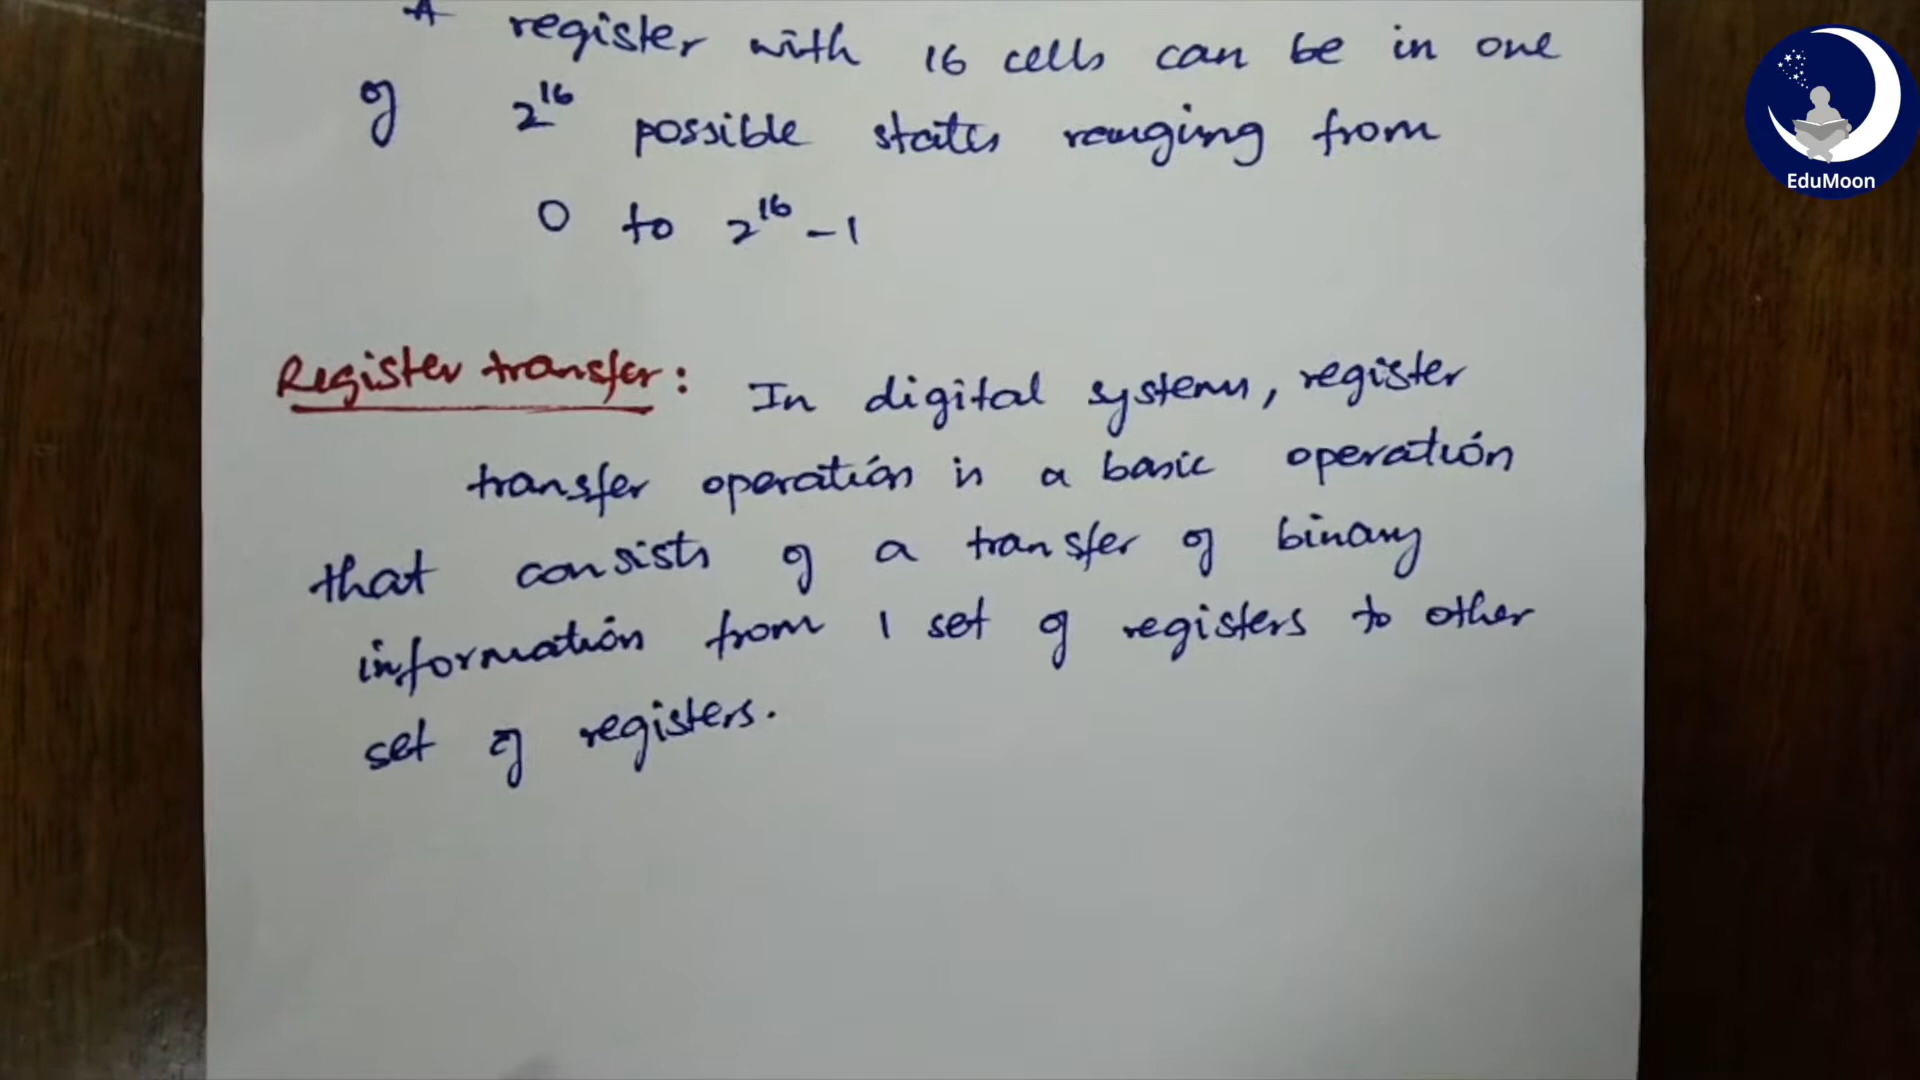 A register with 16 cells can be in one
of 2^16 possible states ranging from
0 to 2^16 - 1
Register transfer: In digital systems, register
transfer operation is a basic operation
that consists of a transfer of binary
information from 1 set of registers to other
set of registers.
EduMoon